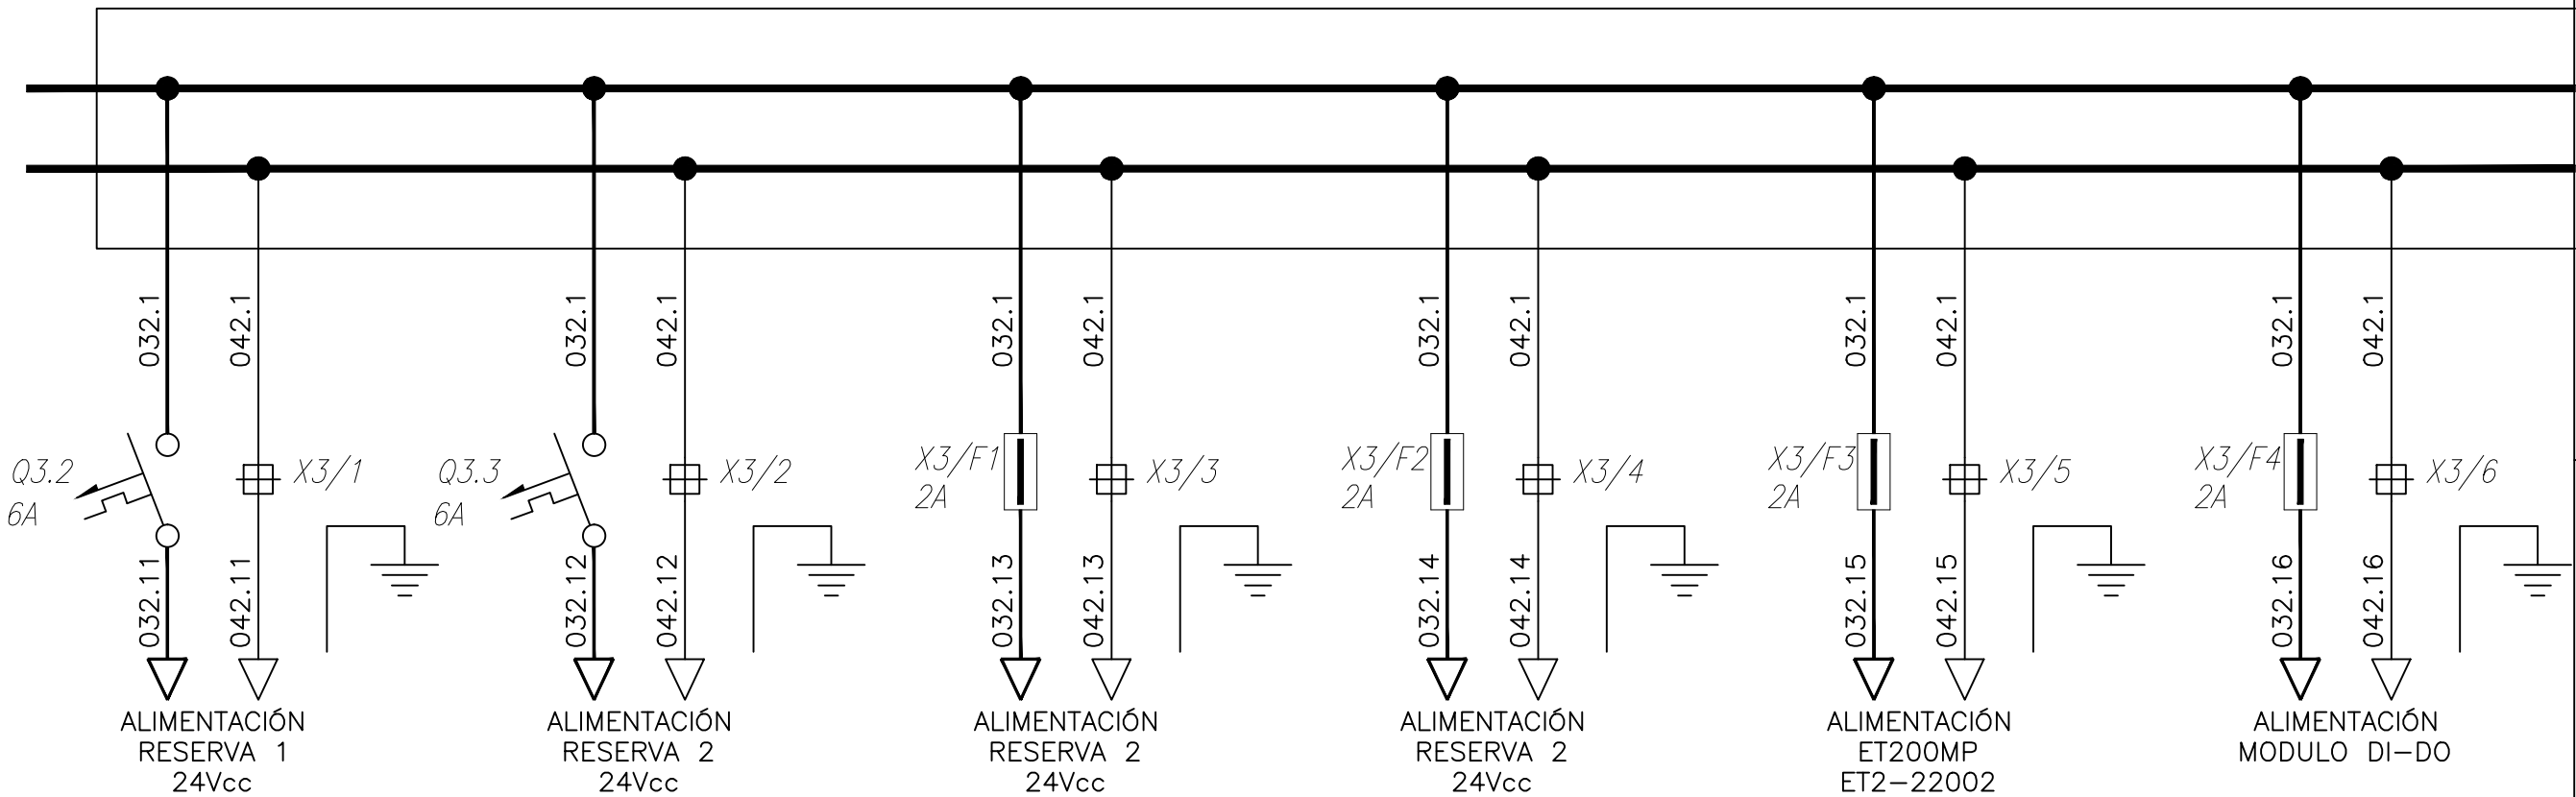 032.1
042.1
032.1
042.1
032.1
042.1
032.1
042.1
032.1
042.1
032.1
042.1
Q3.2
6A
X3/1
Q3.3
6A
X3/2
X3/F1
2A
X3/3
X3/F2
2A
X3/4
X3/F3
2A
X3/5
X3/F4
2A
X3/6
032.11
042.11
032.12
042.12
032.13
042.13
032.14
042.14
032.15
042.15
032.16
042.16
ALIMENTACIÓN
RESERVA 1
24Vcc
ALIMENTACIÓN
RESERVA 2
24Vcc
ALIMENTACIÓN
RESERVA 2
24Vcc
ALIMENTACIÓN
RESERVA 2
24Vcc
ALIMENTACIÓN
ET200MP
ET2-22002
ALIMENTACIÓN
MODULO DI-DO